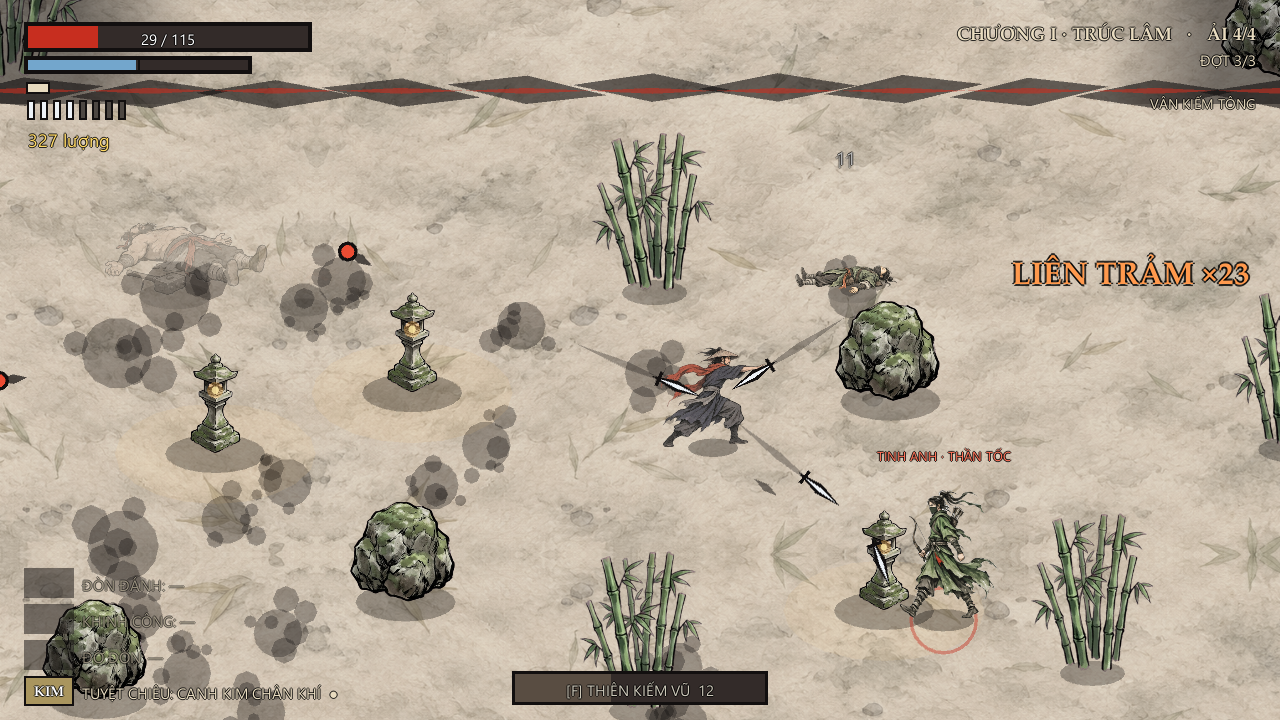 29 / 115
CHƯƠNG I · TRÚC LÂM · ẢI 4/4
ĐỢT 3/3
VÂN KIẾM TÔNG
327 lượng
11
LIÊN TRẢM ×23
TINH ANH · THẦN TỐC
ĐÒN ĐÁNH: —
KHINH CÔNG: —
ĐỘ ĐÒN: —
KIM TUYỆT CHIÊU: CANH KIM CHÂN KHÍ
[F] THIÊN KIẾM VŨ 12